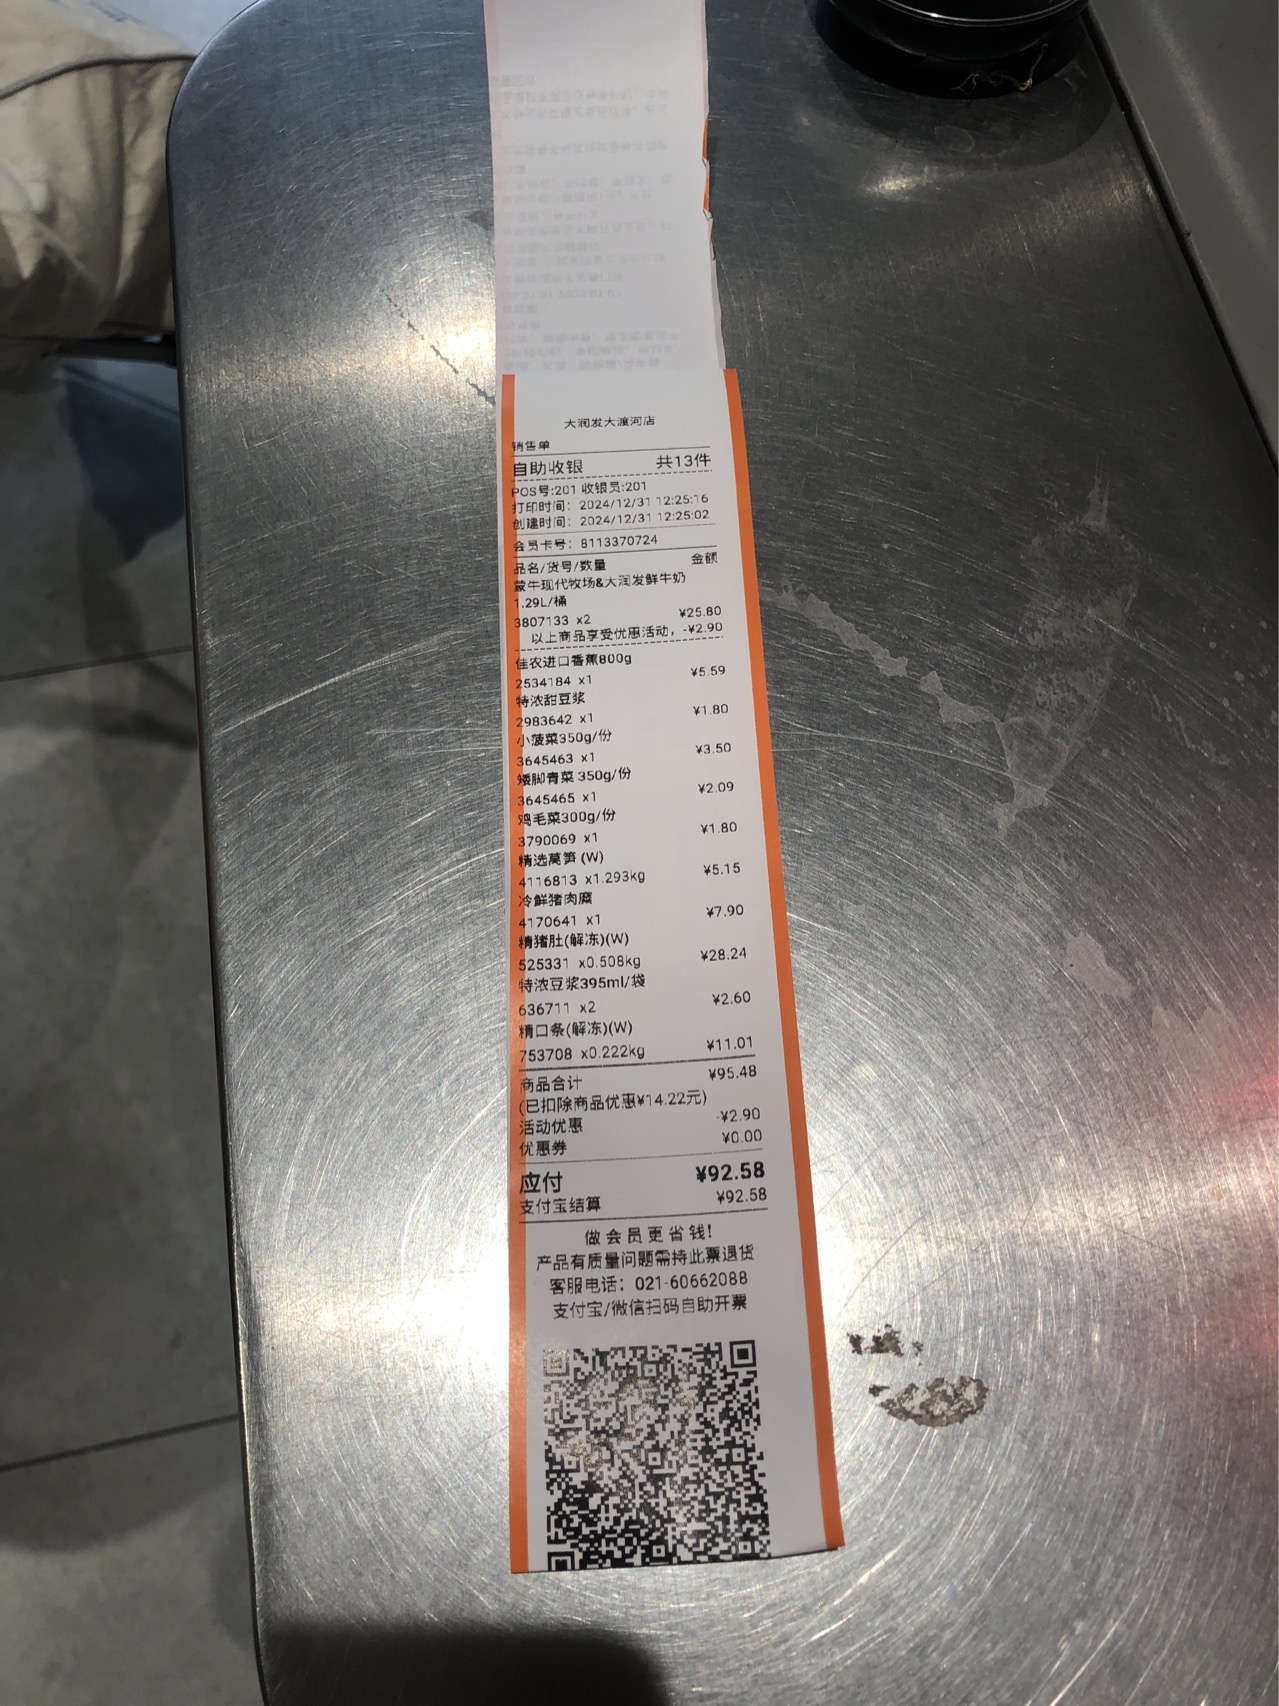 大润发大渡河店
销售单
自助收银 共13件
POS号:201 收银员:201
打印时间：2024/12/31 12:25:16
创建时间：2024/12/31 12:25:02
会员卡号：8113370724
品名/货号/数量 金额
蒙牛现代牧场&大润发鲜牛奶
1.29L/桶
3807133 x2 ¥25.80
以上商品享受优惠活动，-¥2.90
佳农进口香蕉800g
2534184 x1 ¥5.59
特浓甜豆浆
2983642 x1 ¥1.80
小菠菜350g/份
3645463 x1 ¥3.50
矮脚青菜 350g/份
3645465 x1 ¥2.09
鸡毛菜300g/份
3790069 x1 ¥1.80
精选莴笋 (W)
4116813 x1.293kg ¥5.15
冷鲜猪肉糜
4170641 x1 ¥7.90
精猪肚(解冻)(W)
525331 x0.508kg ¥28.24
特浓豆浆395ml/袋
636711 x2 ¥2.60
精口条(解冻)(W)
753708 x0.222kg ¥11.01
商品合计 ¥95.48
(已扣除商品优惠¥14.22元)
活动优惠 -¥2.90
优惠券 ¥0.00
应付 ¥92.58
支付宝结算 ¥92.58
做会员更省钱!
产品有质量问题需持此票退货
客服电话：021-60662088
支付宝/微信扫码自助开票